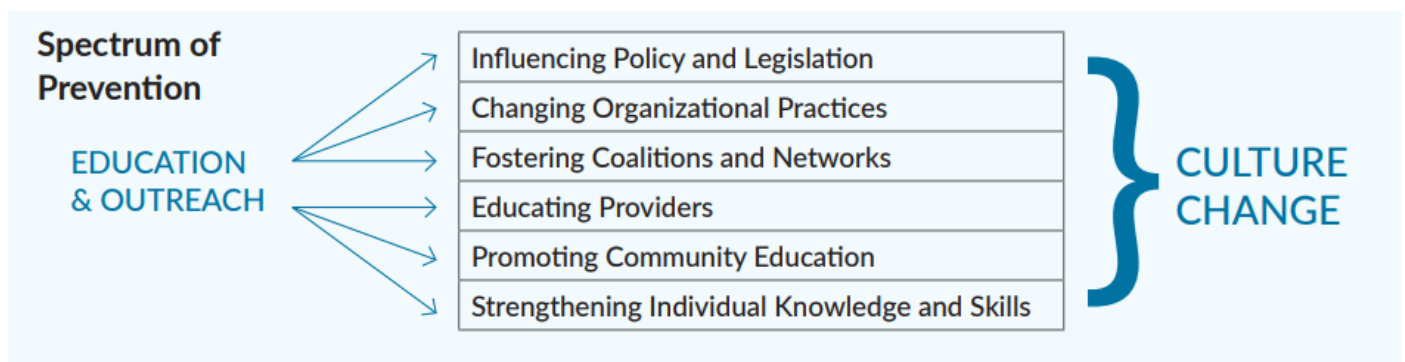 Spectrum of
Prevention
EDUCATION
& OUTREACH
Influencing Policy and Legislation
Changing Organizational Practices
Fostering Coalitions and Networks
Educating Providers
Promoting Community Education
Strengthening Individual Knowledge and Skills
CULTURE
CHANGE